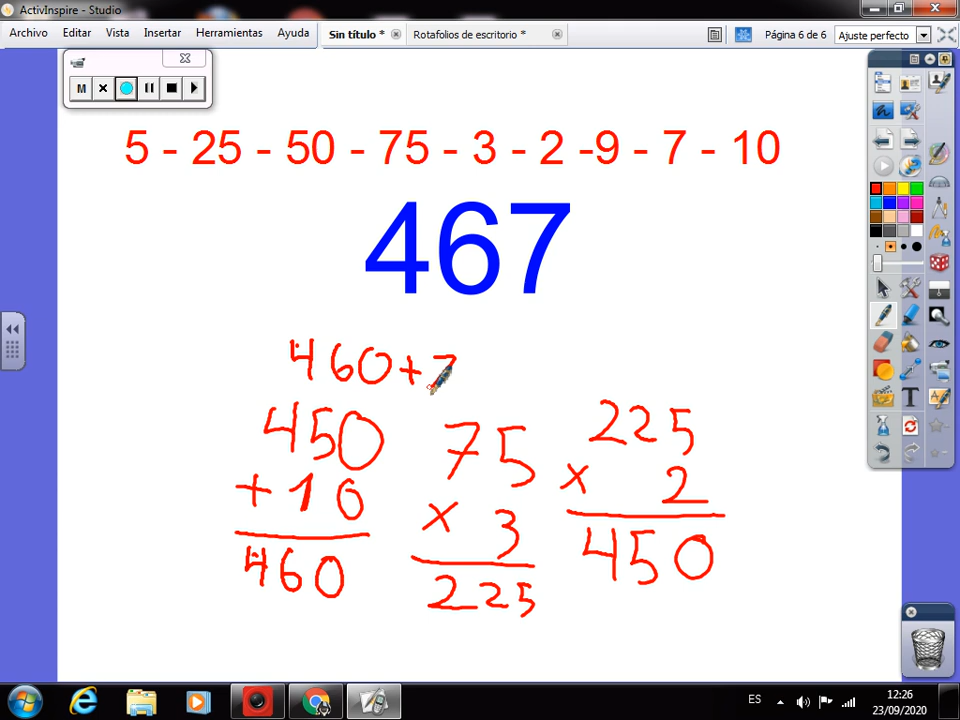 ActivInspire - Studio
Archivo Editar Vista Insertar Herramientas Ayuda Sin título * Rotafolios de escritorio * Página 6 de 6 Ajuste perfecto
M
5 - 25 - 50 - 75 - 3 - 2 -9 - 7 - 10
467
460+7
450
+10
460
75
x 3
225
225
x 2
450
T
ES 12:26
23/09/2020